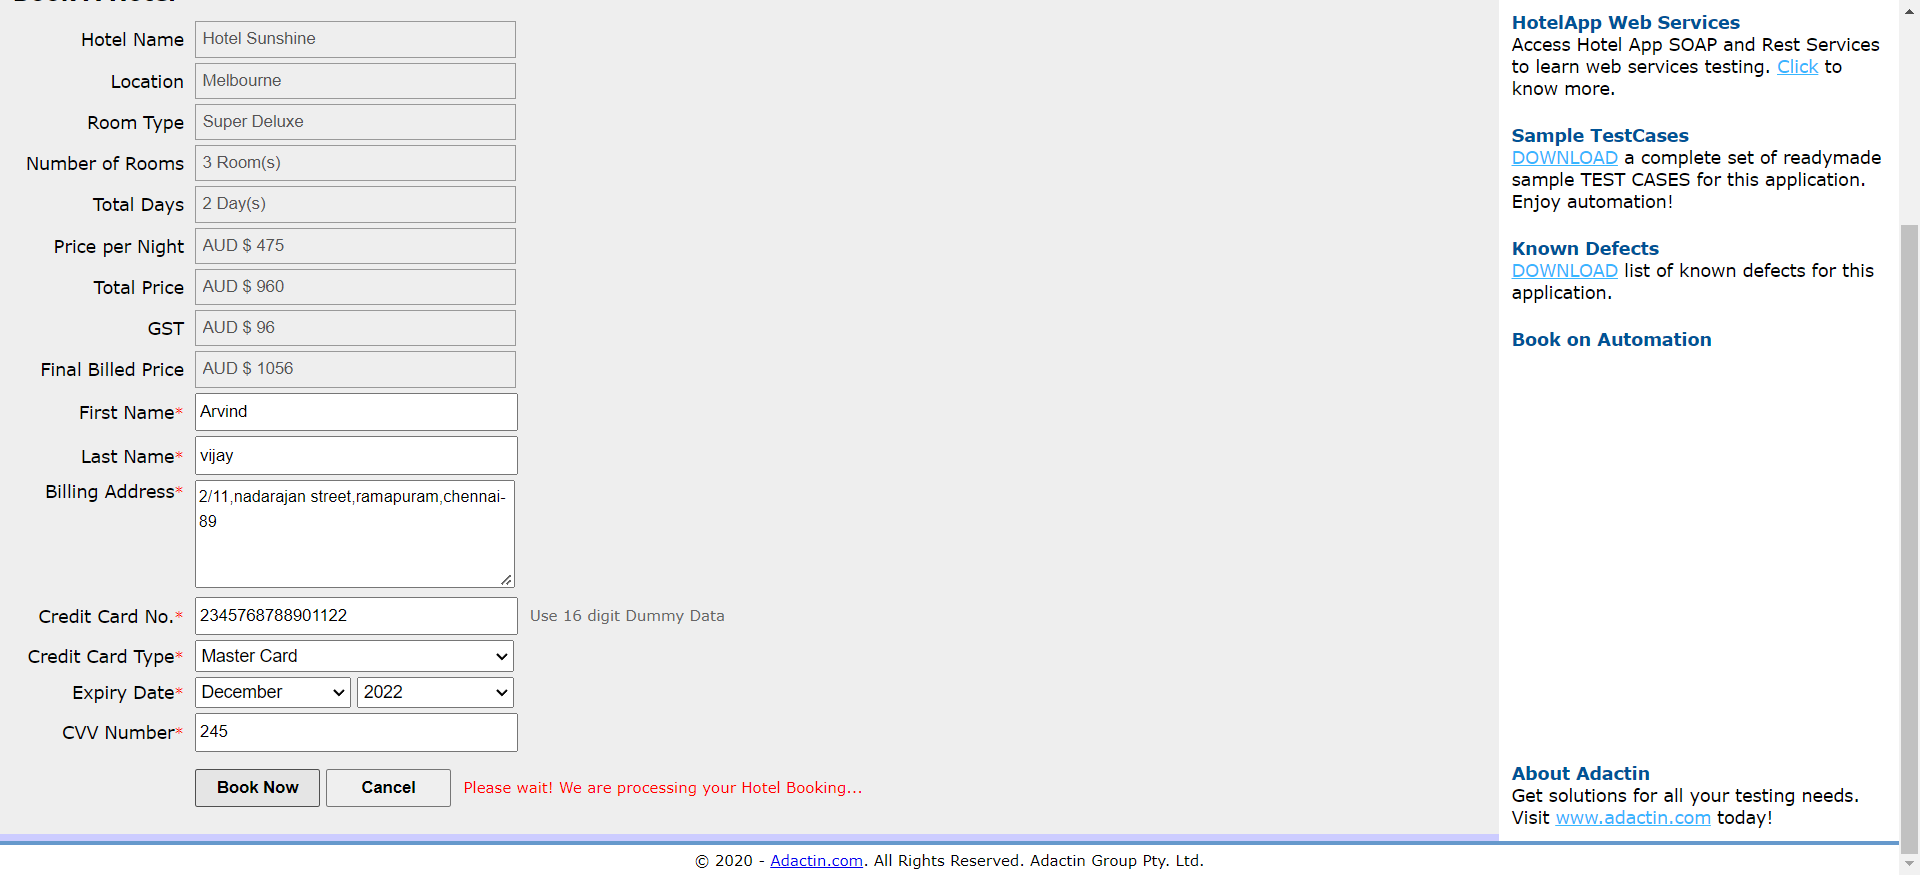 Hotel Name Hotel Sunshine
Location Melbourne
Room Type Super Deluxe
Number of Rooms 3 Room(s)
Total Days 2 Day(s)
Price per Night AUD $ 475
Total Price AUD $ 960
GST AUD $ 96
Final Billed Price AUD $ 1056
First Name* Arvind
Last Name* vijay
Billing Address* 2/11,nadarajan street,ramapuram,chennai-
89
Credit Card No.* 2345768788901122 Use 16 digit Dummy Data
Credit Card Type* Master Card
Expiry Date* December 2022
CVV Number* 245
Book Now Cancel Please wait! We are processing your Hotel Booking...
HotelApp Web Services
Access Hotel App SOAP and Rest Services
to learn web services testing. Click to
know more.
Sample TestCases
DOWNLOAD a complete set of readymade
sample TEST CASES for this application.
Enjoy automation!
Known Defects
DOWNLOAD list of known defects for this
application.
Book on Automation
About Adactin
Get solutions for all your testing needs.
Visit www.adactin.com today!
© 2020 - Adactin.com. All Rights Reserved. Adactin Group Pty. Ltd.